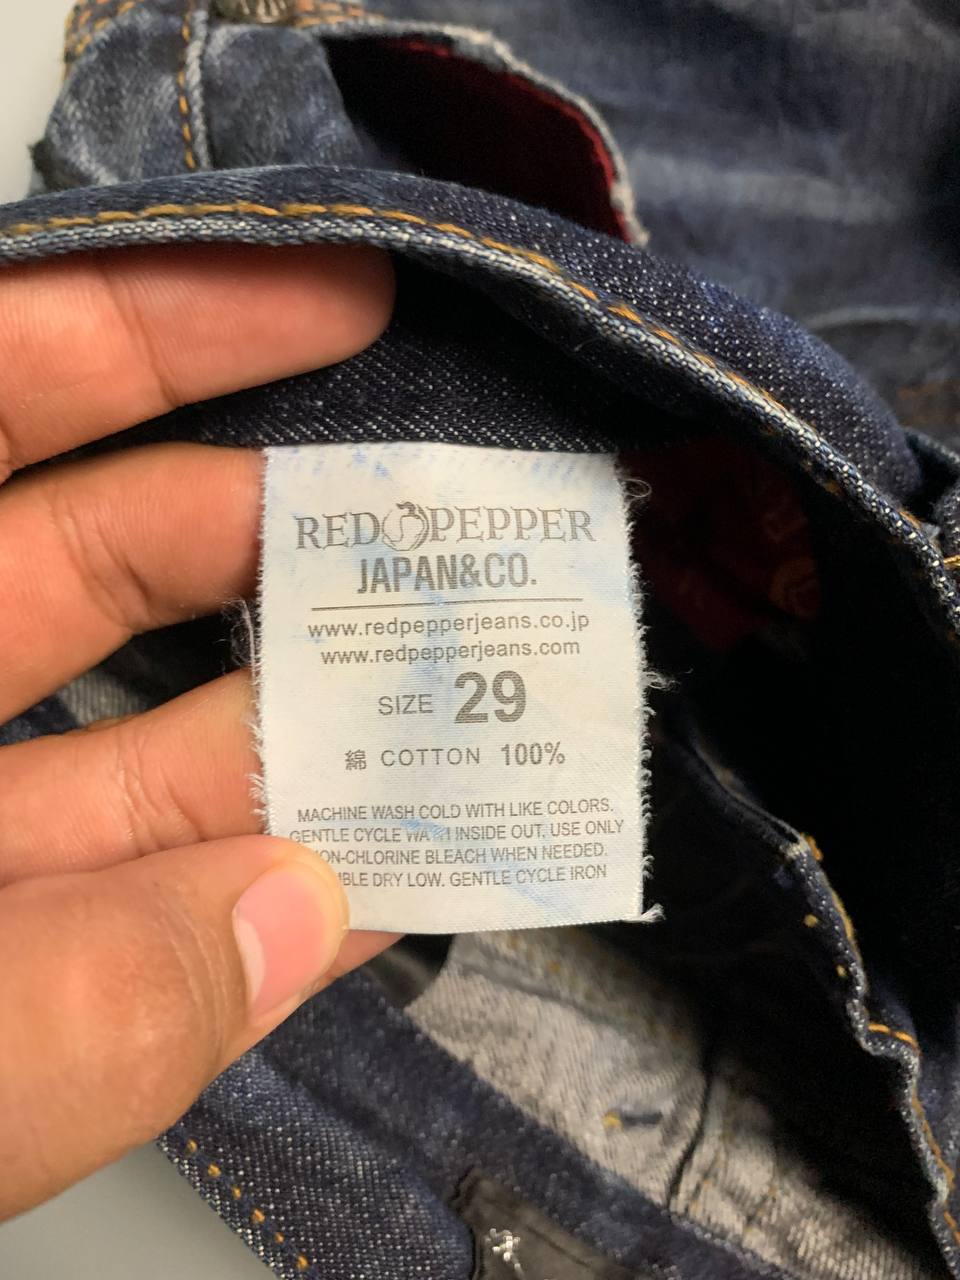 RED PEPPER
JAPAN&CO.
www.redpepperjeans.co.jp
www.redpepperjeans.com
SIZE 29
綿 COTTON 100%
MACHINE WASH COLD WITH LIKE COLORS.
GENTLE CYCLE INSIDE OUT. USE ONLY
CHLORINE BLEACH WHEN NEEDED.
DRY LOW. GENTLE CYCLE IRON